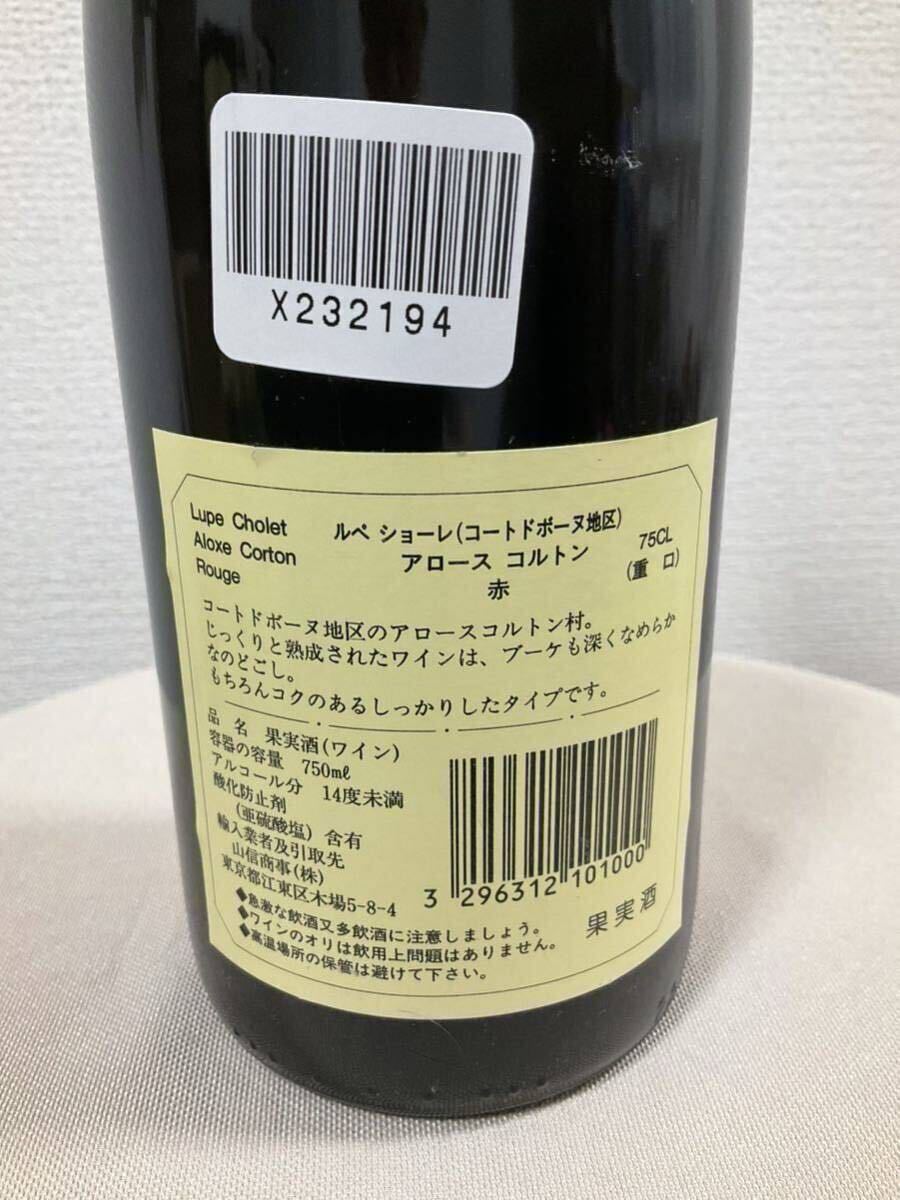 X232194
Lupe Cholet
Aloxe Corton
Rouge
ルペ ショーレ(コートドボーヌ地区)
アロース コルトン
赤
75CL
(重 口)
コートドボーヌ地区のアロースコルトン村。
じっくりと熟成されたワインは、ブーケも深くなめらか
なのどごし。
もちろんコクのあるしっかりしたタイプです。
品 名 果実酒(ワイン)
容器の容量 750mℓ
アルコール分 14度未満
酸化防止剤
(亜硫酸塩) 含有
輸入業者及引取先
山信商事(株)
東京都江東区木場5-8-4
3 296312 101000
◆急激な飲酒又多飲酒に注意しましょう。
◆ワインのオリは飲用上問題はありません。
◆高温場所の保管は避けて下さい。
果実酒